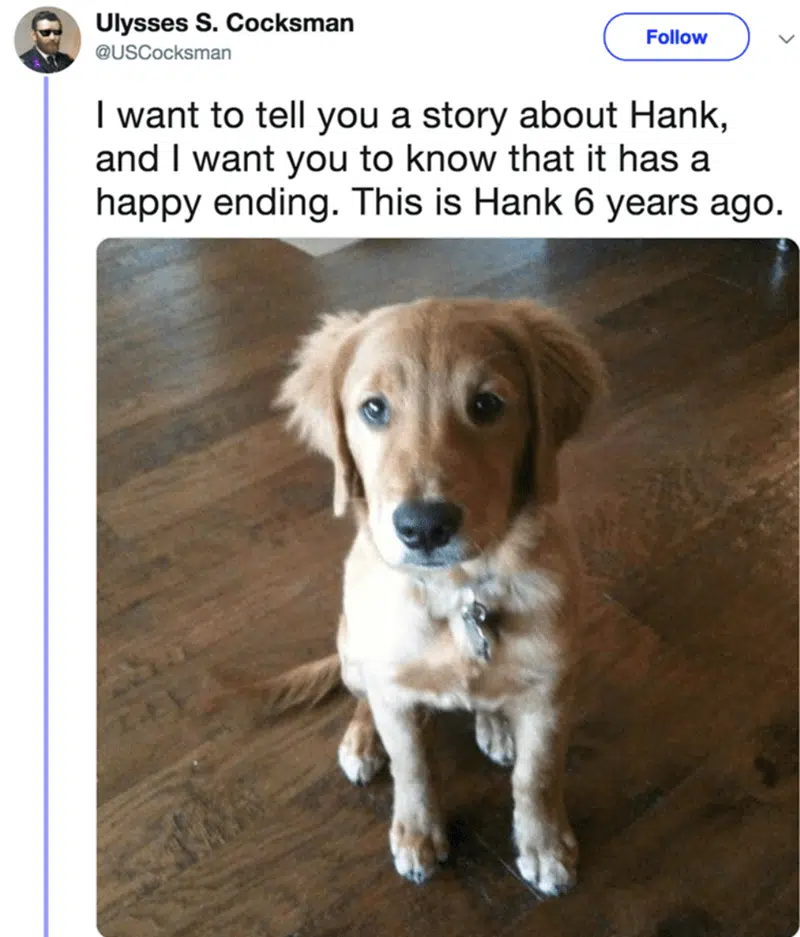 Ulysses S. Cocksman
@USCocksman
Follow
I want to tell you a story about Hank,
and I want you to know that it has a
happy ending. This is Hank 6 years ago.